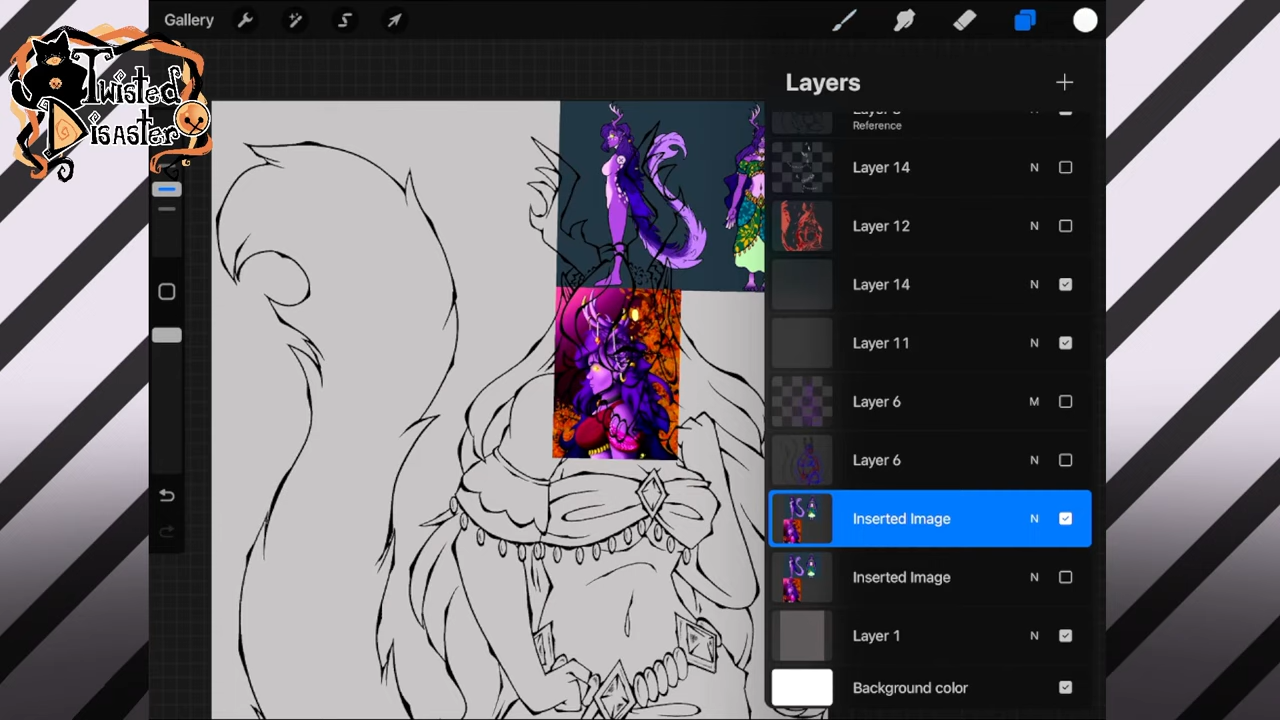 Gallery
Twisted
Disaster
Layers
Reference
Layer 14 N
Layer 12 N
Layer 14 N
Layer 11 N
Layer 6 M
Layer 6 N
Inserted Image N
Inserted Image N
Layer 1 N
Background color